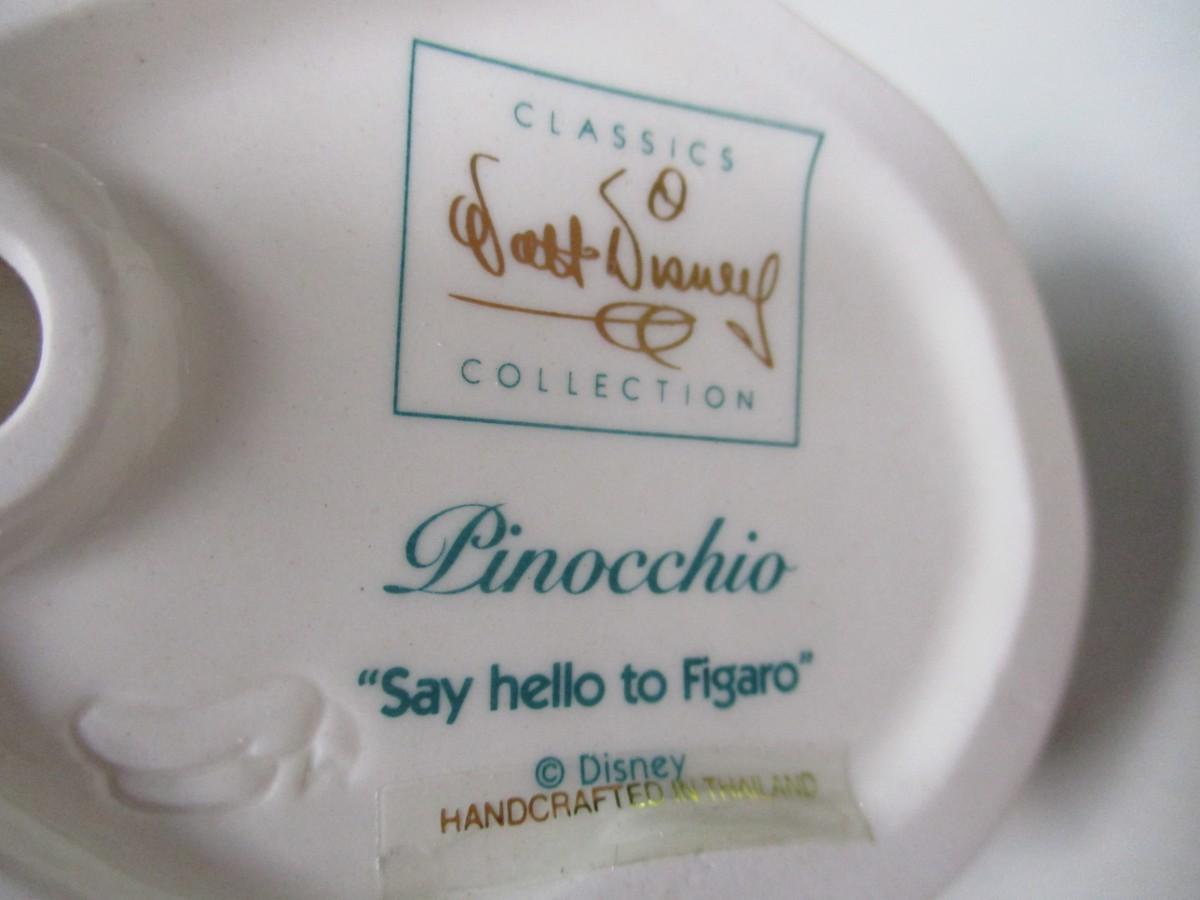 CLASSICS
Walt Disney
COLLECTION
Pinocchio
“Say hello to Figaro”
© Disney
HANDCRAFTED IN THAILAND